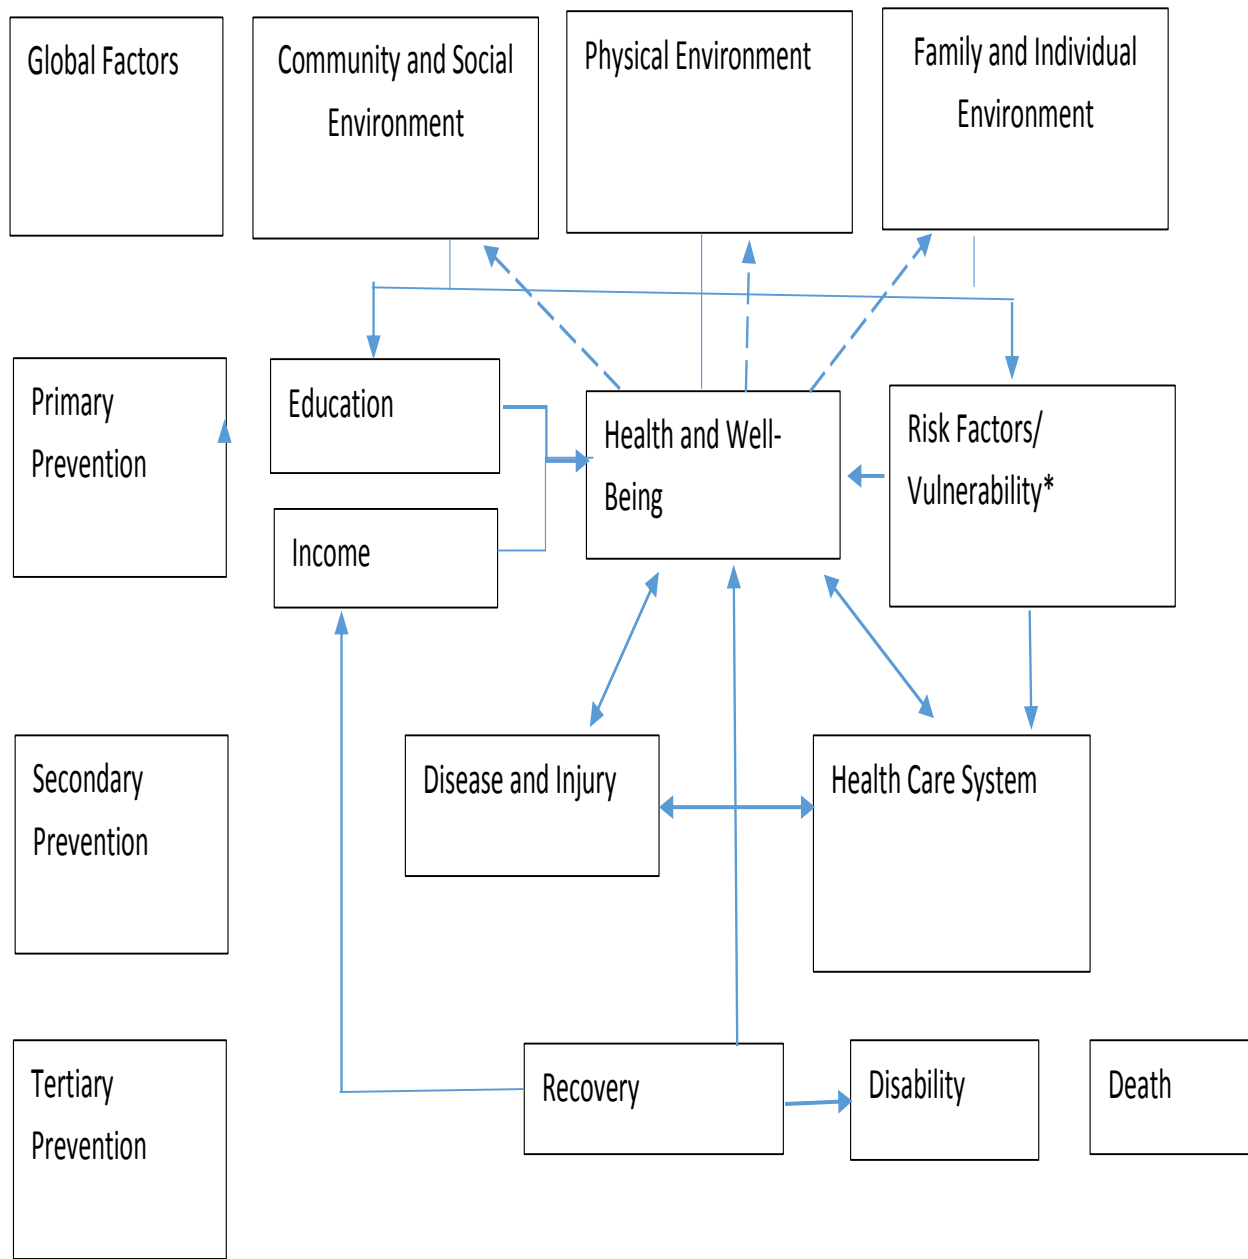 Global Factors
Community and Social
Environment
Physical Environment
Family and Individual
Environment
Primary
Prevention
Education
Income
Health and Well-
Being
Risk Factors/
Vulnerability*
Secondary
Prevention
Disease and Injury
Health Care System
Tertiary
Prevention
Recovery
Disability
Death